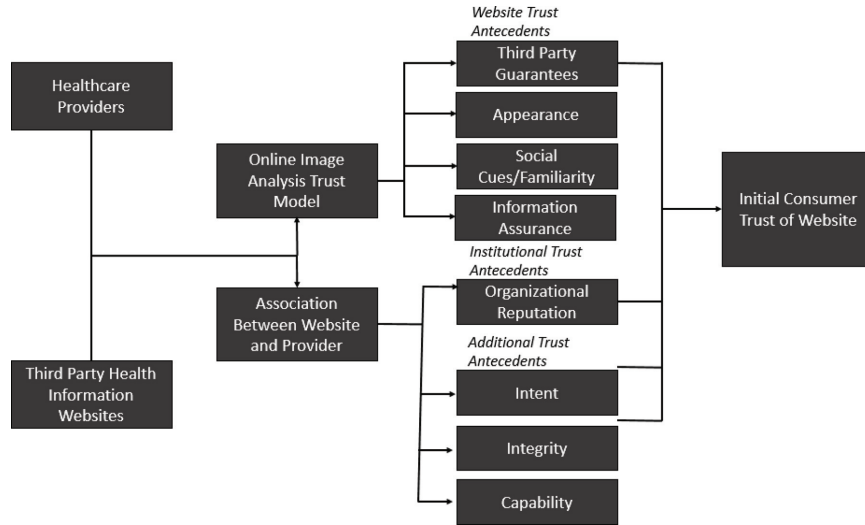 Healthcare
Providers
Third Party Health
Information
Websites
Online Image
Analysis Trust
Model
Association
Between Website
and Provider
Website Trust
Antecedents
Third Party
Guarantees
Appearance
Social
Cues/Familiarity
Information
Assurance
Institutional Trust
Antecedents
Organizational
Reputation
Additional Trust
Antecedents
Intent
Integrity
Capability
Initial Consumer
Trust of Website